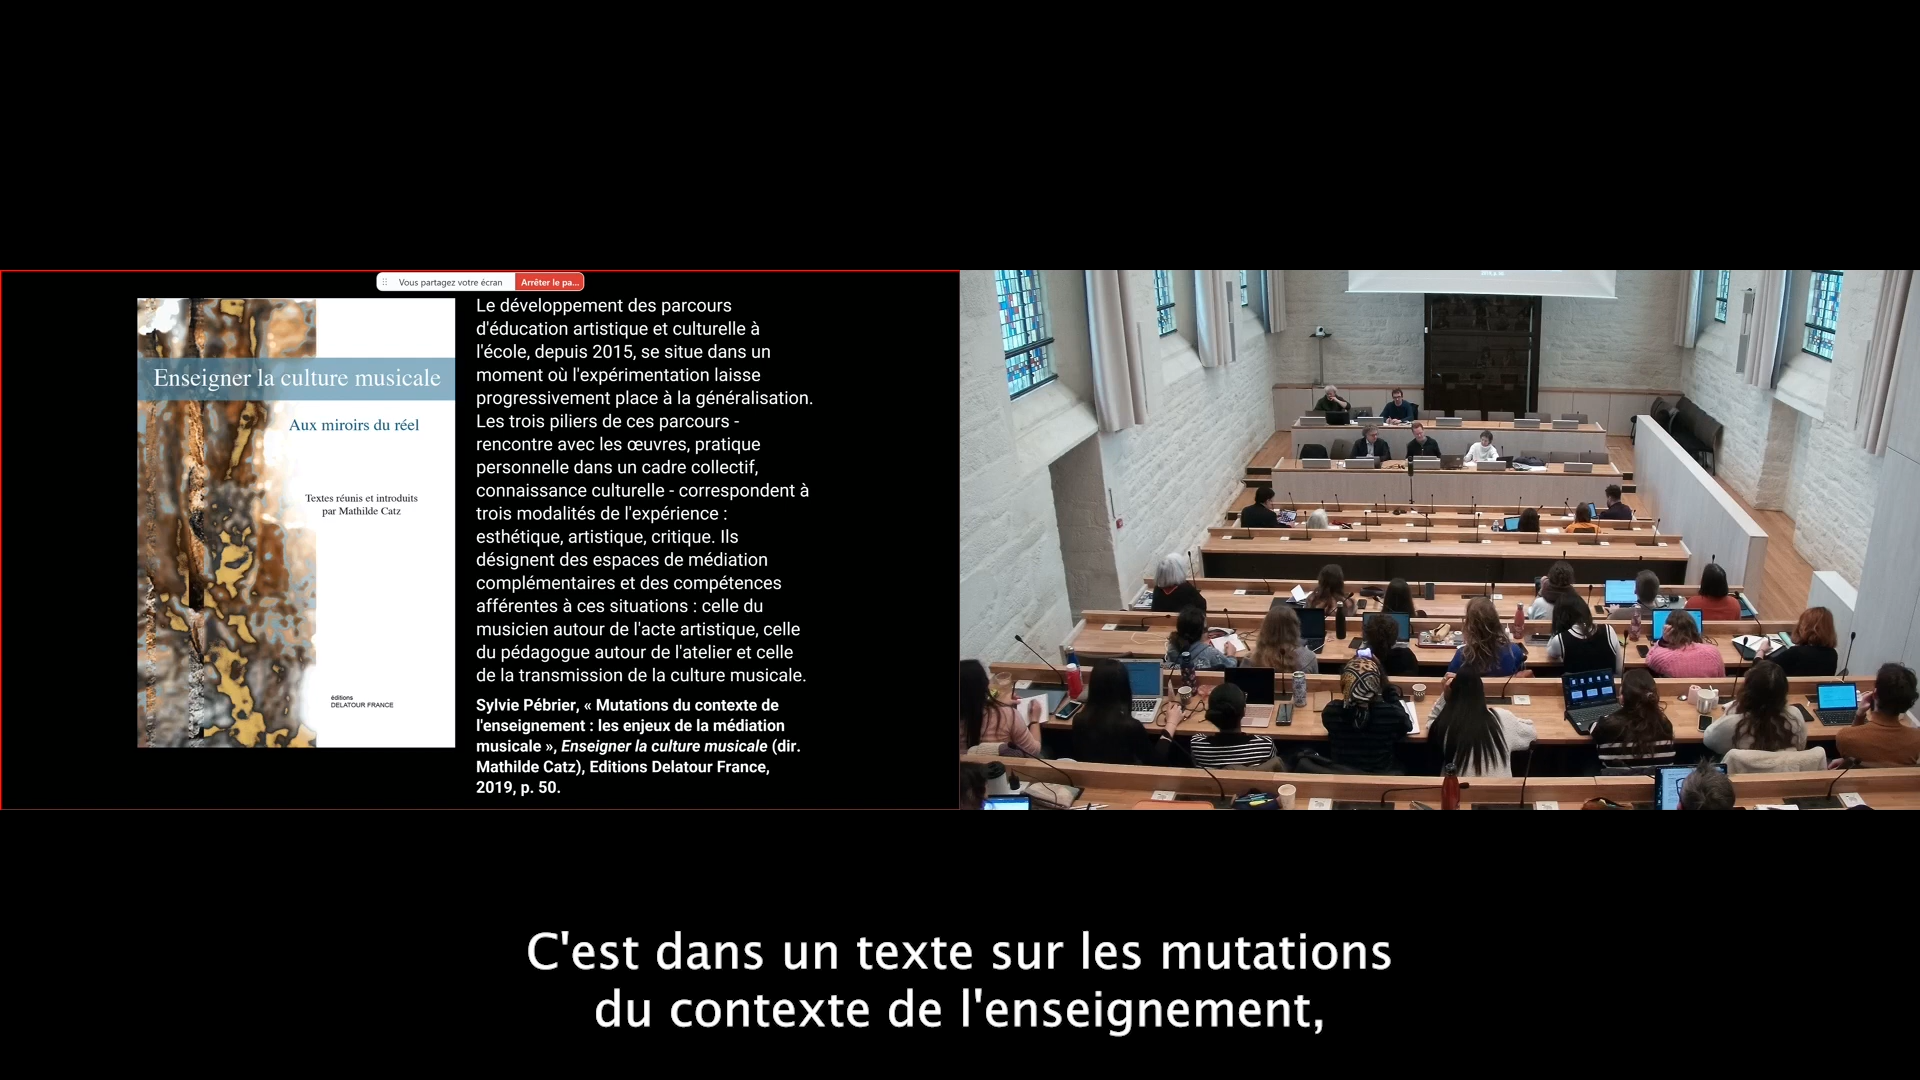 Vous partagez votre écran
Arrêter le pa...
Enseigner la culture musicale
Aux miroirs du réel
Textes réunis et introduits
par Mathilde Catz
éditions
DELATOUR FRANCE
Le développement des parcours
d'éducation artistique et culturelle à
l'école, depuis 2015, se situe dans un
moment où l'expérimentation laisse
progressivement place à la généralisation.
Les trois piliers de ces parcours -
rencontre avec les œuvres, pratique
personnelle dans un cadre collectif,
connaissance culturelle - correspondent à
trois modalités de l'expérience :
esthétique, artistique, critique. Ils
désignent des espaces de médiation
complémentaires et des compétences
afférentes à ces situations : celle du
musicien autour de l'acte artistique, celle
du pédagogue autour de l'atelier et celle
de la transmission de la culture musicale.
Sylvie Pébrier, « Mutations du contexte de
l'enseignement : les enjeux de la médiation
musicale », Enseigner la culture musicale (dir.
Mathilde Catz), Editions Delatour France,
2019, p. 50.
C'est dans un texte sur les mutations
du contexte de l'enseignement,